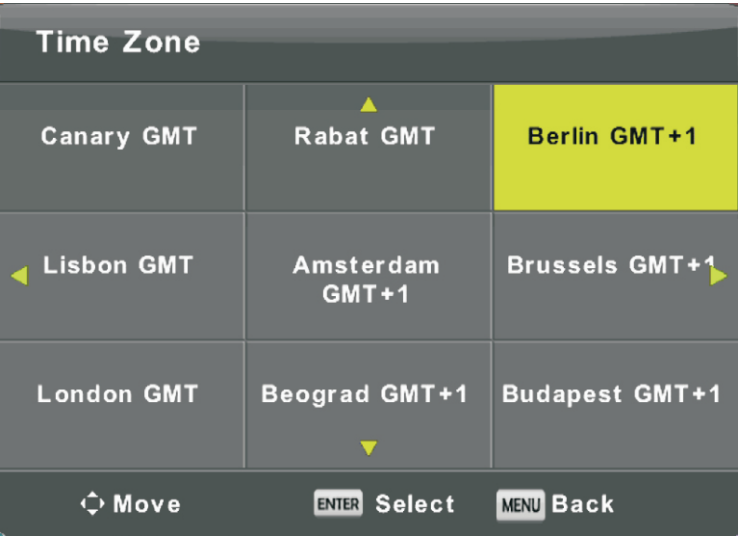 Time Zone
Canary GMT
Rabat GMT
Berlin GMT+1
Lisbon GMT
Amsterdam
GMT+1
Brussels GMT+1
London GMT
Beograd GMT+1
Budapest GMT+1
Move
ENTER Select
MENU Back